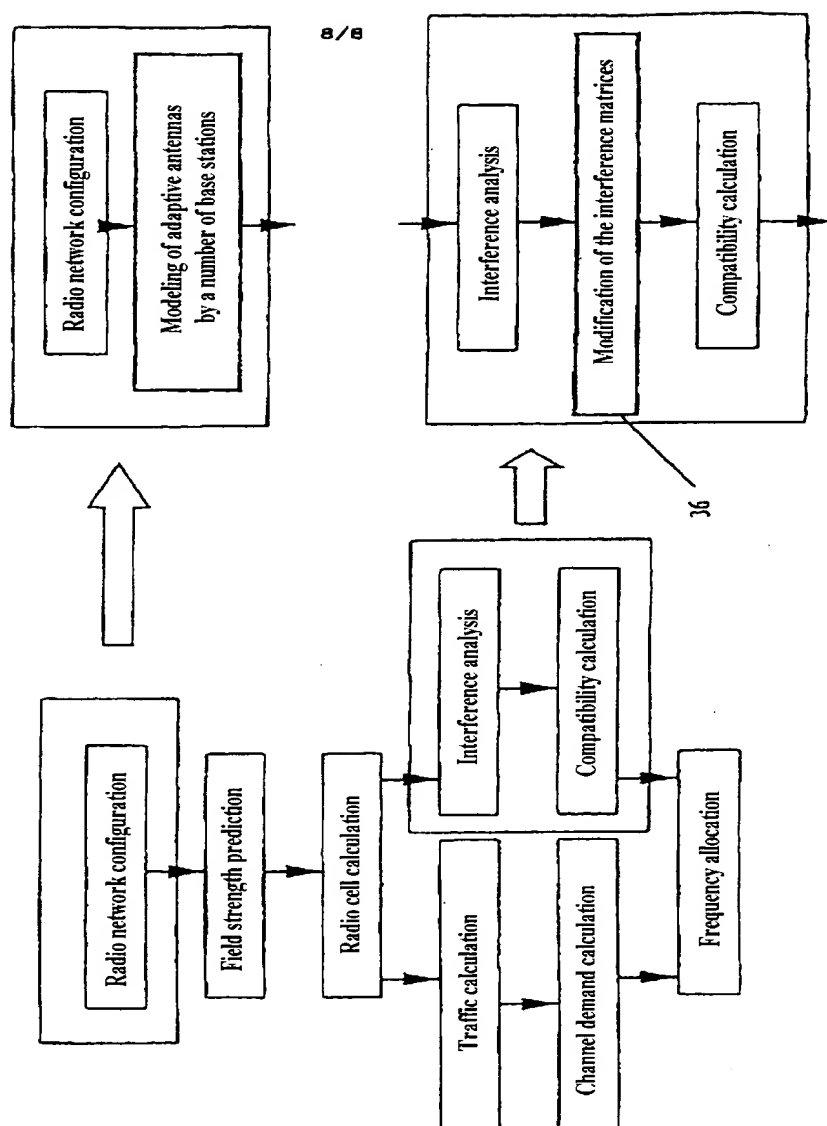 8/8
Radio network configuration
Field strength prediction
Radio cell calculation
Traffic calculation
Channel demand calculation
Interference analysis
Compatibility calculation
Frequency allocation
Radio network configuration
Modeling of adaptive antennas
by a number of base stations
Interference analysis
Modification of the interference matrices
Compatibility calculation
36